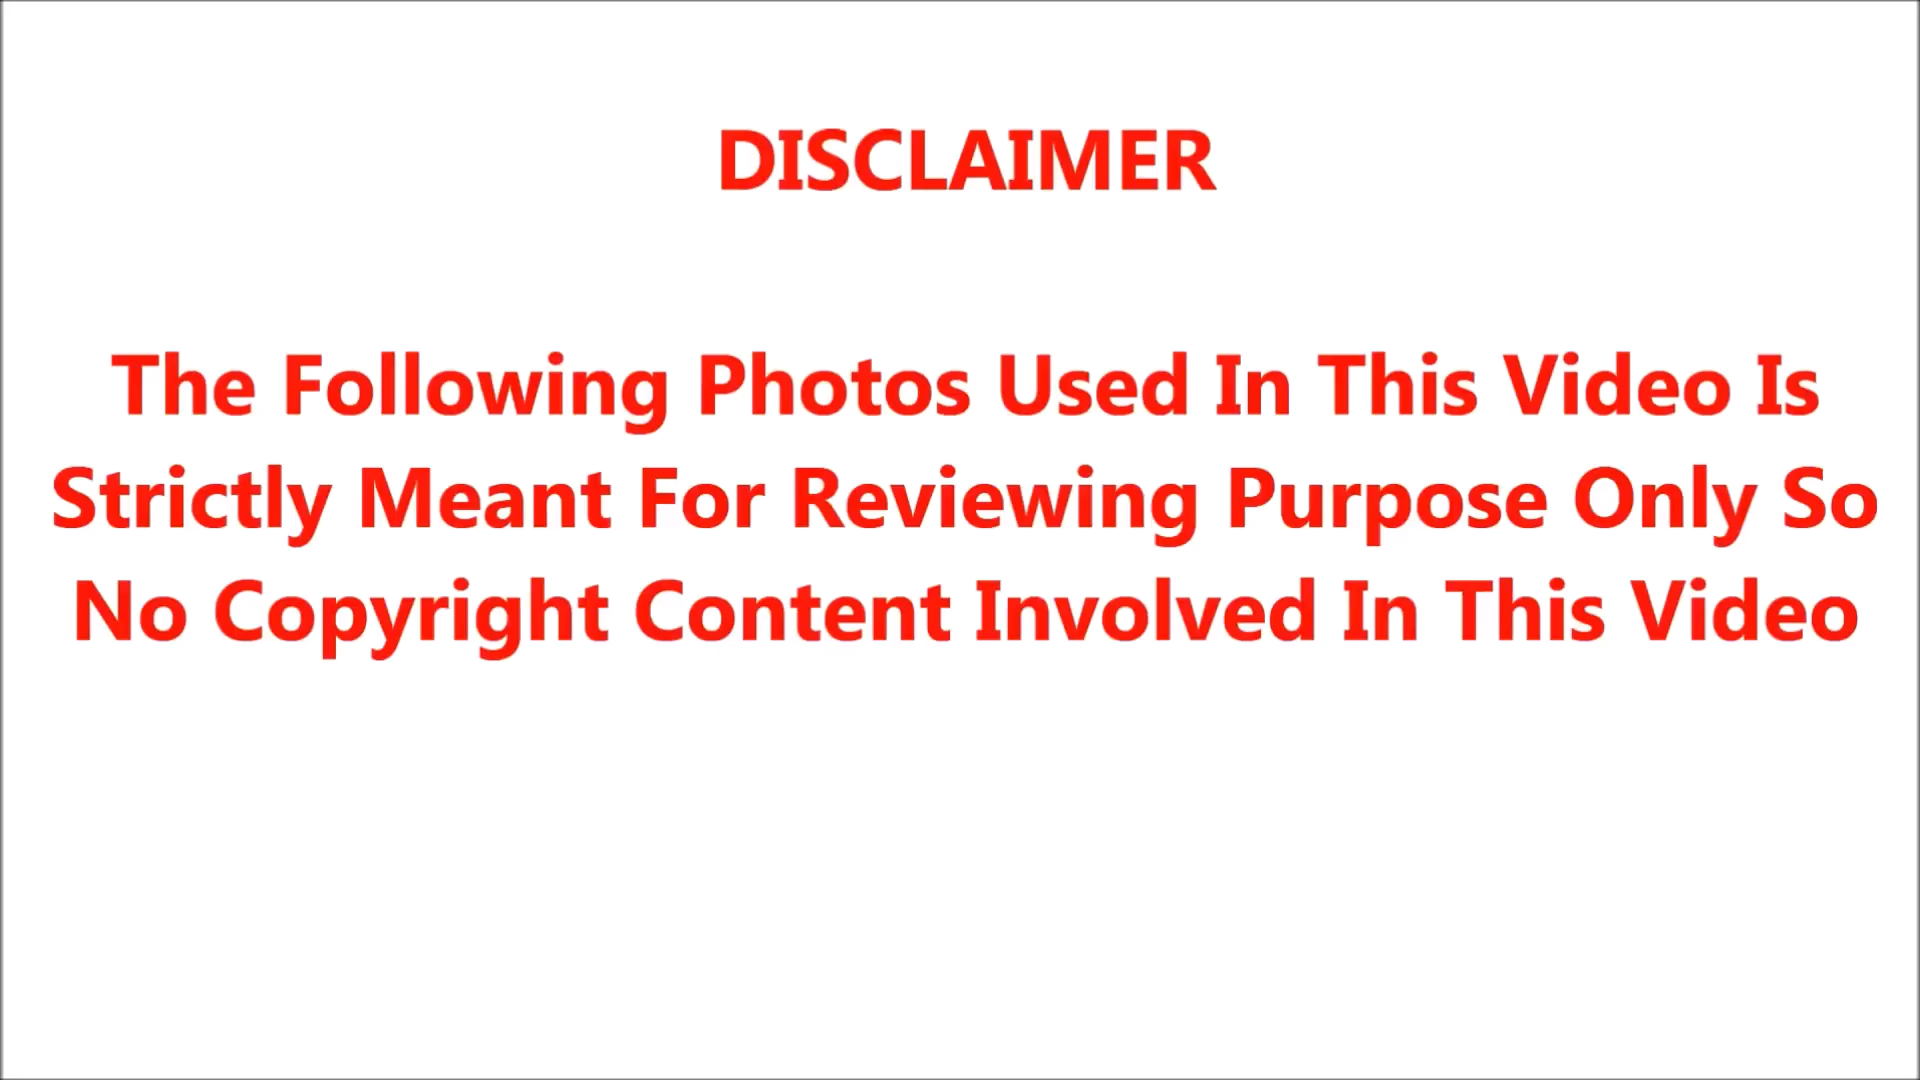 DISCLAIMER
The Following Photos Used In This Video Is
Strictly Meant For Reviewing Purpose Only So
No Copyright Content Involved In This Video